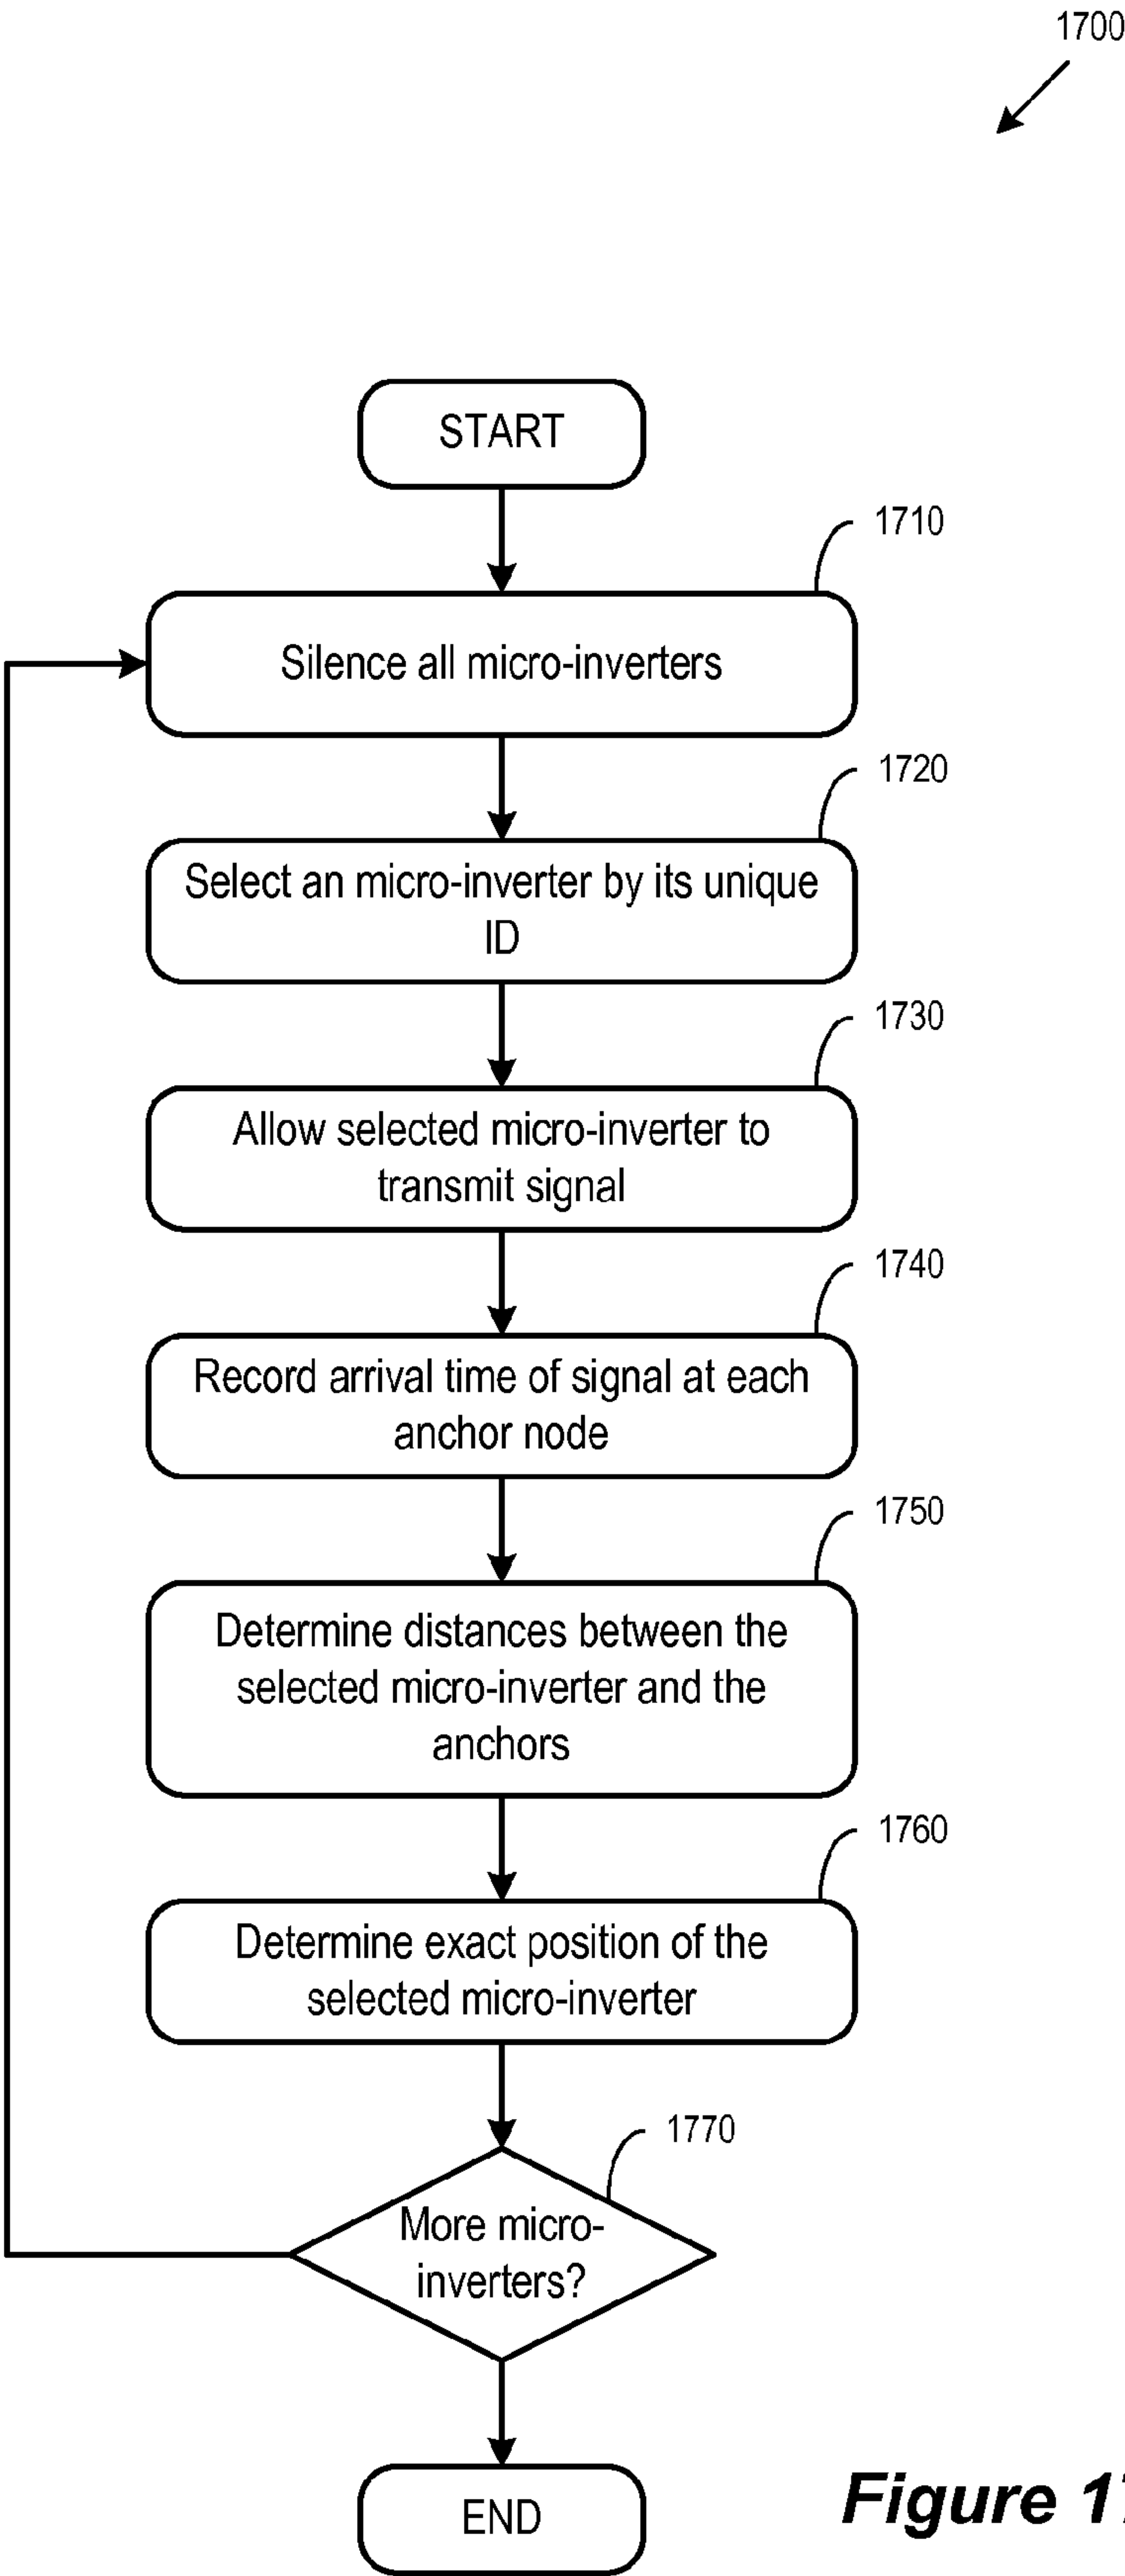 1700
START
1710
Silence all micro-inverters
1720
Select an micro-inverter by its unique
ID
1730
Allow selected micro-inverter to
transmit signal
1740
Record arrival time of signal at each
anchor node
1750
Determine distances between the
selected micro-inverter and the
anchors
1760
Determine exact position of the
selected micro-inverter
1770
More micro-
inverters?
END
Figure 17